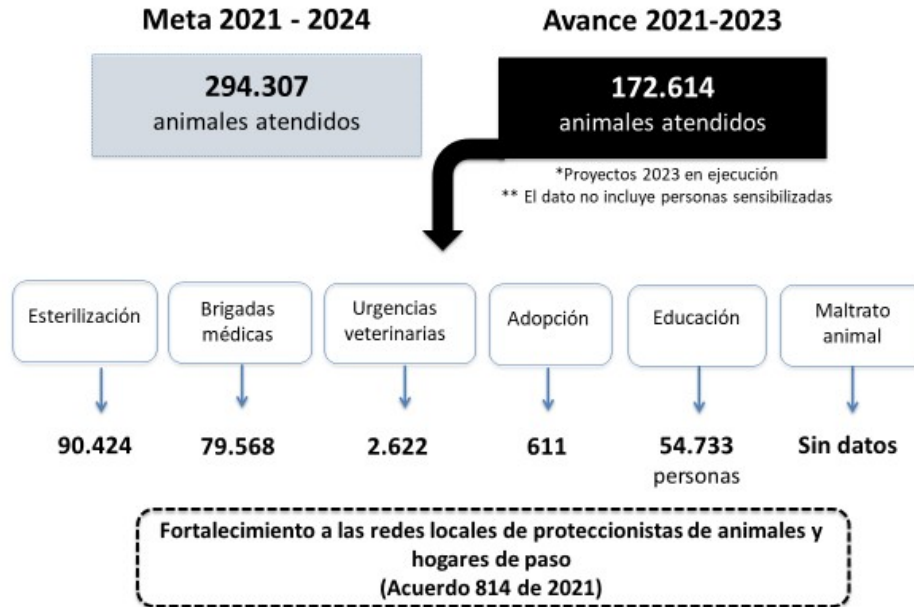 Meta 2021 - 2024
Avance 2021-2023
294.307
animales atendidos
172.614
animales atendidos
*Proyectos 2023 en ejecución
** El dato no incluye personas sensibilizadas
Esterilización
Brigadas
médicas
Urgencias
veterinarias
Adopción
Educación
Maltrato
animal
90.424
79.568
2.622
611
54.733
personas
Sin datos
Fortalecimiento a las redes locales de proteccionistas de animales y
hogares de paso
(Acuerdo 814 de 2021)